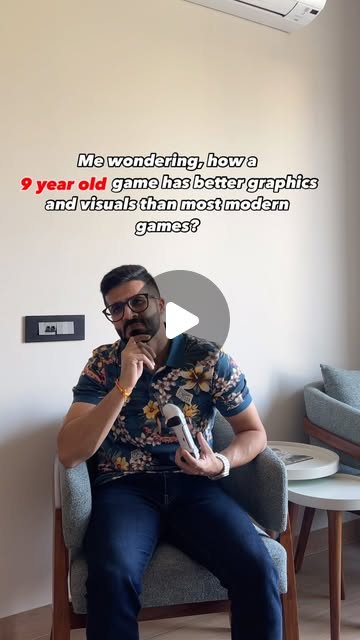 Me wondering, how a
9 year old game has better graphics
and visuals than most modern
games?